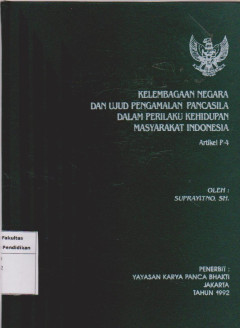 KELEMBAGAAN NEGARA
DAN UJUD PENGAMALAN PANCASILA
DALAM PERILAKU KEHIDUPAN
MASYARAKAT INDONESIA
Artikel P-4
OLEH :
SUPRAYITNO, SH.
Fakultas
Pendidikan
PENERBIT :
YAYASAN KARYA PANCA BHAKTI
JAKARTA
TAHUN 1992